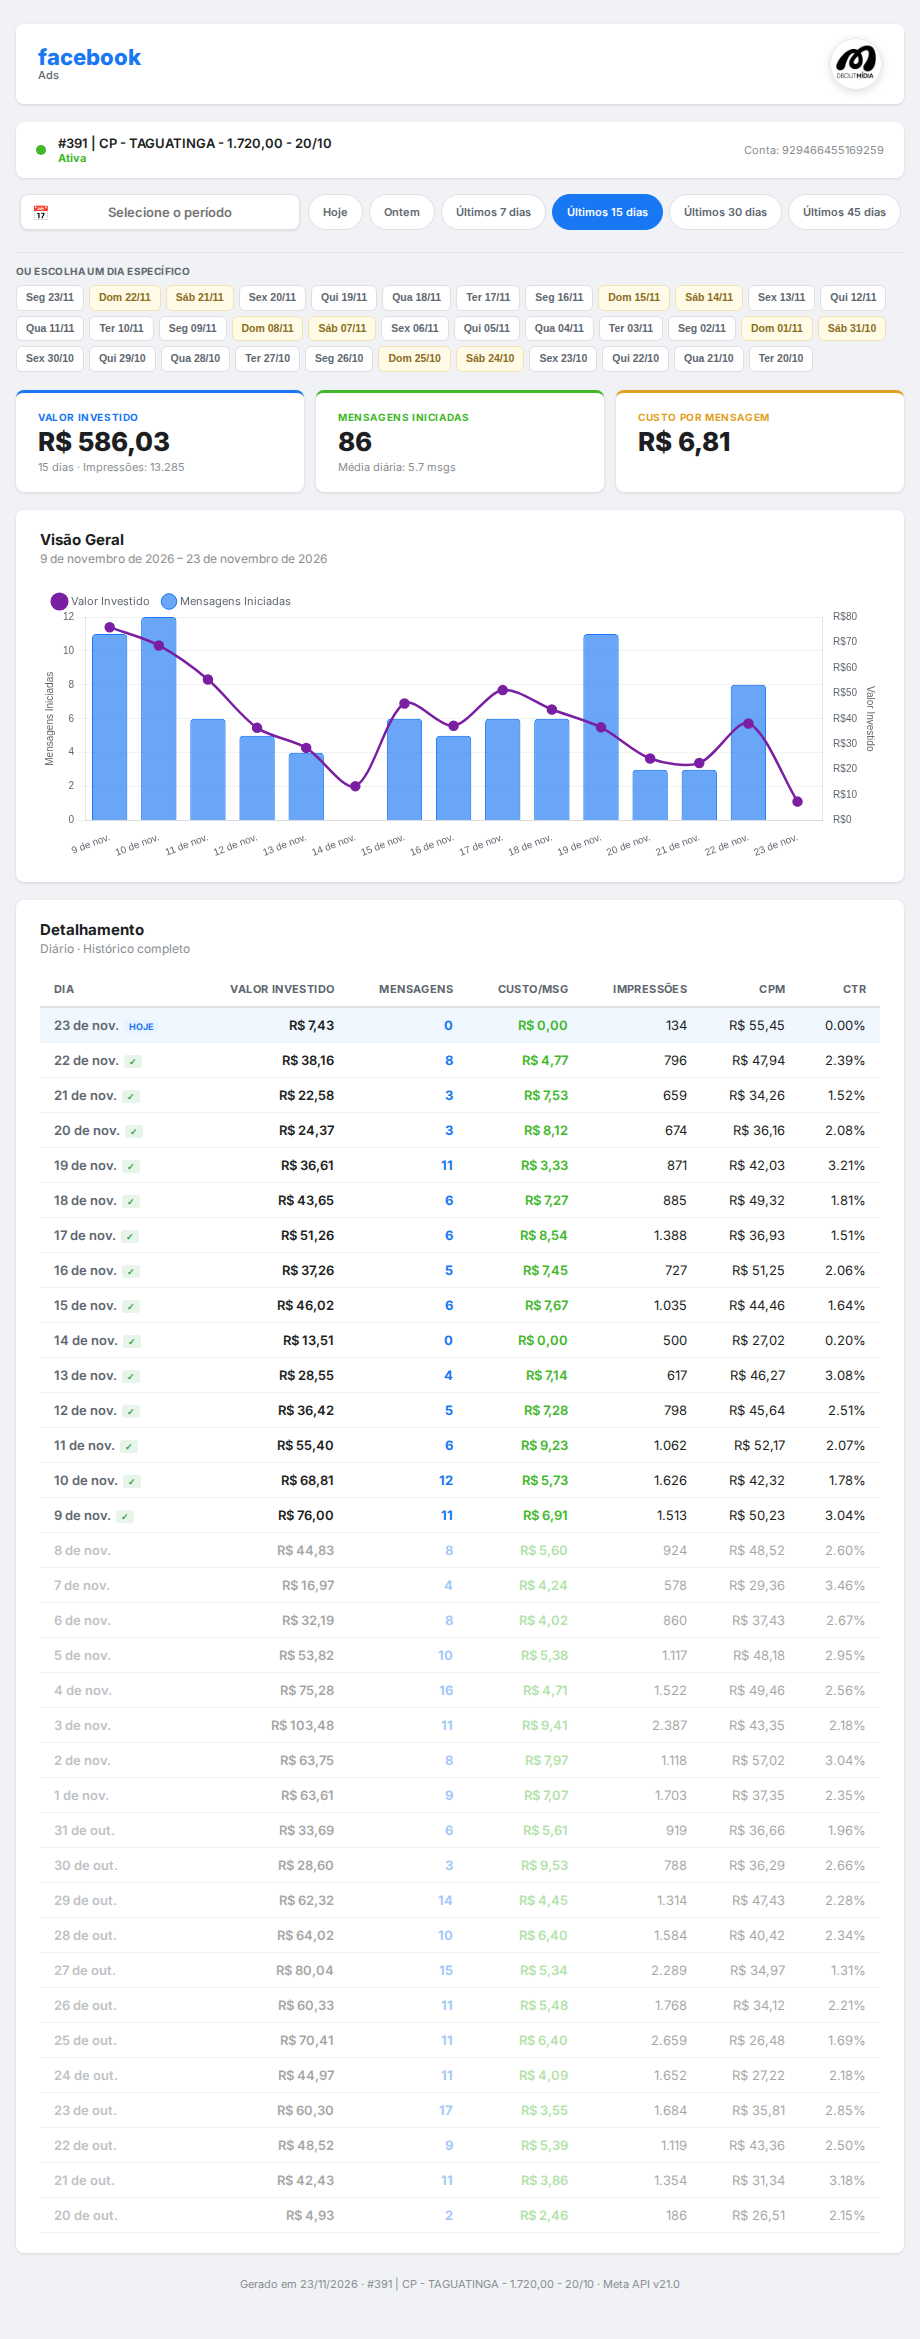 facebook
Ads
DBOUTMÍDIA
#391 | CP - TAGUATINGA - 1.720,00 - 20/10
Ativa
Conta: 929466455169259
📅 Selecione o período Hoje Ontem Últimos 7 dias Últimos 15 dias Últimos 30 dias Últimos 45 dias
OU ESCOLHA UM DIA ESPECÍFICO
Seg 23/11 Dom 22/11 Sáb 21/11 Sex 20/11 Qui 19/11 Qua 18/11 Ter 17/11 Seg 16/11 Dom 15/11 Sáb 14/11 Sex 13/11 Qui 12/11
Qua 11/11 Ter 10/11 Seg 09/11 Dom 08/11 Sáb 07/11 Sex 06/11 Qui 05/11 Qua 04/11 Ter 03/11 Seg 02/11 Dom 01/11 Sáb 31/10
Sex 30/10 Qui 29/10 Qua 28/10 Ter 27/10 Seg 26/10 Dom 25/10 Sáb 24/10 Sex 23/10 Qui 22/10 Qua 21/10 Ter 20/10
VALOR INVESTIDO
R$ 586,03
15 dias · Impressões: 13.285
MENSAGENS INICIADAS
86
Média diária: 5.7 msgs
CUSTO POR MENSAGEM
R$ 6,81
Visão Geral
9 de novembro de 2026 – 23 de novembro de 2026
Valor Investido Mensagens Iniciadas
12
10
8
6
4
2
0
Mensagens Iniciadas
R$80
R$70
R$60
R$50
R$40
R$30
R$20
R$10
R$0
Valor Investido
9 de nov. 10 de nov. 11 de nov. 12 de nov. 13 de nov. 14 de nov. 15 de nov. 16 de nov. 17 de nov. 18 de nov. 19 de nov. 20 de nov. 21 de nov. 22 de nov. 23 de nov.
Detalhamento
Diário · Histórico completo
DIA VALOR INVESTIDO MENSAGENS CUSTO/MSG IMPRESSÕES CPM CTR
23 de nov. HOJE R$ 7,43 0 R$ 0,00 134 R$ 55,45 0.00%
22 de nov. ✓ R$ 38,16 8 R$ 4,77 796 R$ 47,94 2.39%
21 de nov. ✓ R$ 22,58 3 R$ 7,53 659 R$ 34,26 1.52%
20 de nov. ✓ R$ 24,37 3 R$ 8,12 674 R$ 36,16 2.08%
19 de nov. ✓ R$ 36,61 11 R$ 3,33 871 R$ 42,03 3.21%
18 de nov. ✓ R$ 43,65 6 R$ 7,27 885 R$ 49,32 1.81%
17 de nov. ✓ R$ 51,26 6 R$ 8,54 1.388 R$ 36,93 1.51%
16 de nov. ✓ R$ 37,26 5 R$ 7,45 727 R$ 51,25 2.06%
15 de nov. ✓ R$ 46,02 6 R$ 7,67 1.035 R$ 44,46 1.64%
14 de nov. ✓ R$ 13,51 0 R$ 0,00 500 R$ 27,02 0.20%
13 de nov. ✓ R$ 28,55 4 R$ 7,14 617 R$ 46,27 3.08%
12 de nov. ✓ R$ 36,42 5 R$ 7,28 798 R$ 45,64 2.51%
11 de nov. ✓ R$ 55,40 6 R$ 9,23 1.062 R$ 52,17 2.07%
10 de nov. ✓ R$ 68,81 12 R$ 5,73 1.626 R$ 42,32 1.78%
9 de nov. ✓ R$ 76,00 11 R$ 6,91 1.513 R$ 50,23 3.04%
8 de nov. R$ 44,83 8 R$ 5,60 924 R$ 48,52 2.60%
7 de nov. R$ 16,97 4 R$ 4,24 578 R$ 29,36 3.46%
6 de nov. R$ 32,19 8 R$ 4,02 860 R$ 37,43 2.67%
5 de nov. R$ 53,82 10 R$ 5,38 1.117 R$ 48,18 2.95%
4 de nov. R$ 75,28 16 R$ 4,71 1.522 R$ 49,46 2.56%
3 de nov. R$ 103,48 11 R$ 9,41 2.387 R$ 43,35 2.18%
2 de nov. R$ 63,75 8 R$ 7,97 1.118 R$ 57,02 3.04%
1 de nov. R$ 63,61 9 R$ 7,07 1.703 R$ 37,35 2.35%
31 de out. R$ 33,69 6 R$ 5,61 919 R$ 36,66 1.96%
30 de out. R$ 28,60 3 R$ 9,53 788 R$ 36,29 2.66%
29 de out. R$ 62,32 14 R$ 4,45 1.314 R$ 47,43 2.28%
28 de out. R$ 64,02 10 R$ 6,40 1.584 R$ 40,42 2.34%
27 de out. R$ 80,04 15 R$ 5,34 2.289 R$ 34,97 1.31%
26 de out. R$ 60,33 11 R$ 5,48 1.768 R$ 34,12 2.21%
25 de out. R$ 70,41 11 R$ 6,40 2.659 R$ 26,48 1.69%
24 de out. R$ 44,97 11 R$ 4,09 1.652 R$ 27,22 2.18%
23 de out. R$ 60,30 17 R$ 3,55 1.684 R$ 35,81 2.85%
22 de out. R$ 48,52 9 R$ 5,39 1.119 R$ 43,36 2.50%
21 de out. R$ 42,43 11 R$ 3,86 1.354 R$ 31,34 3.18%
20 de out. R$ 4,93 2 R$ 2,46 186 R$ 26,51 2.15%
Gerado em 23/11/2026 · #391 | CP - TAGUATINGA - 1.720,00 - 20/10 · Meta API v21.0